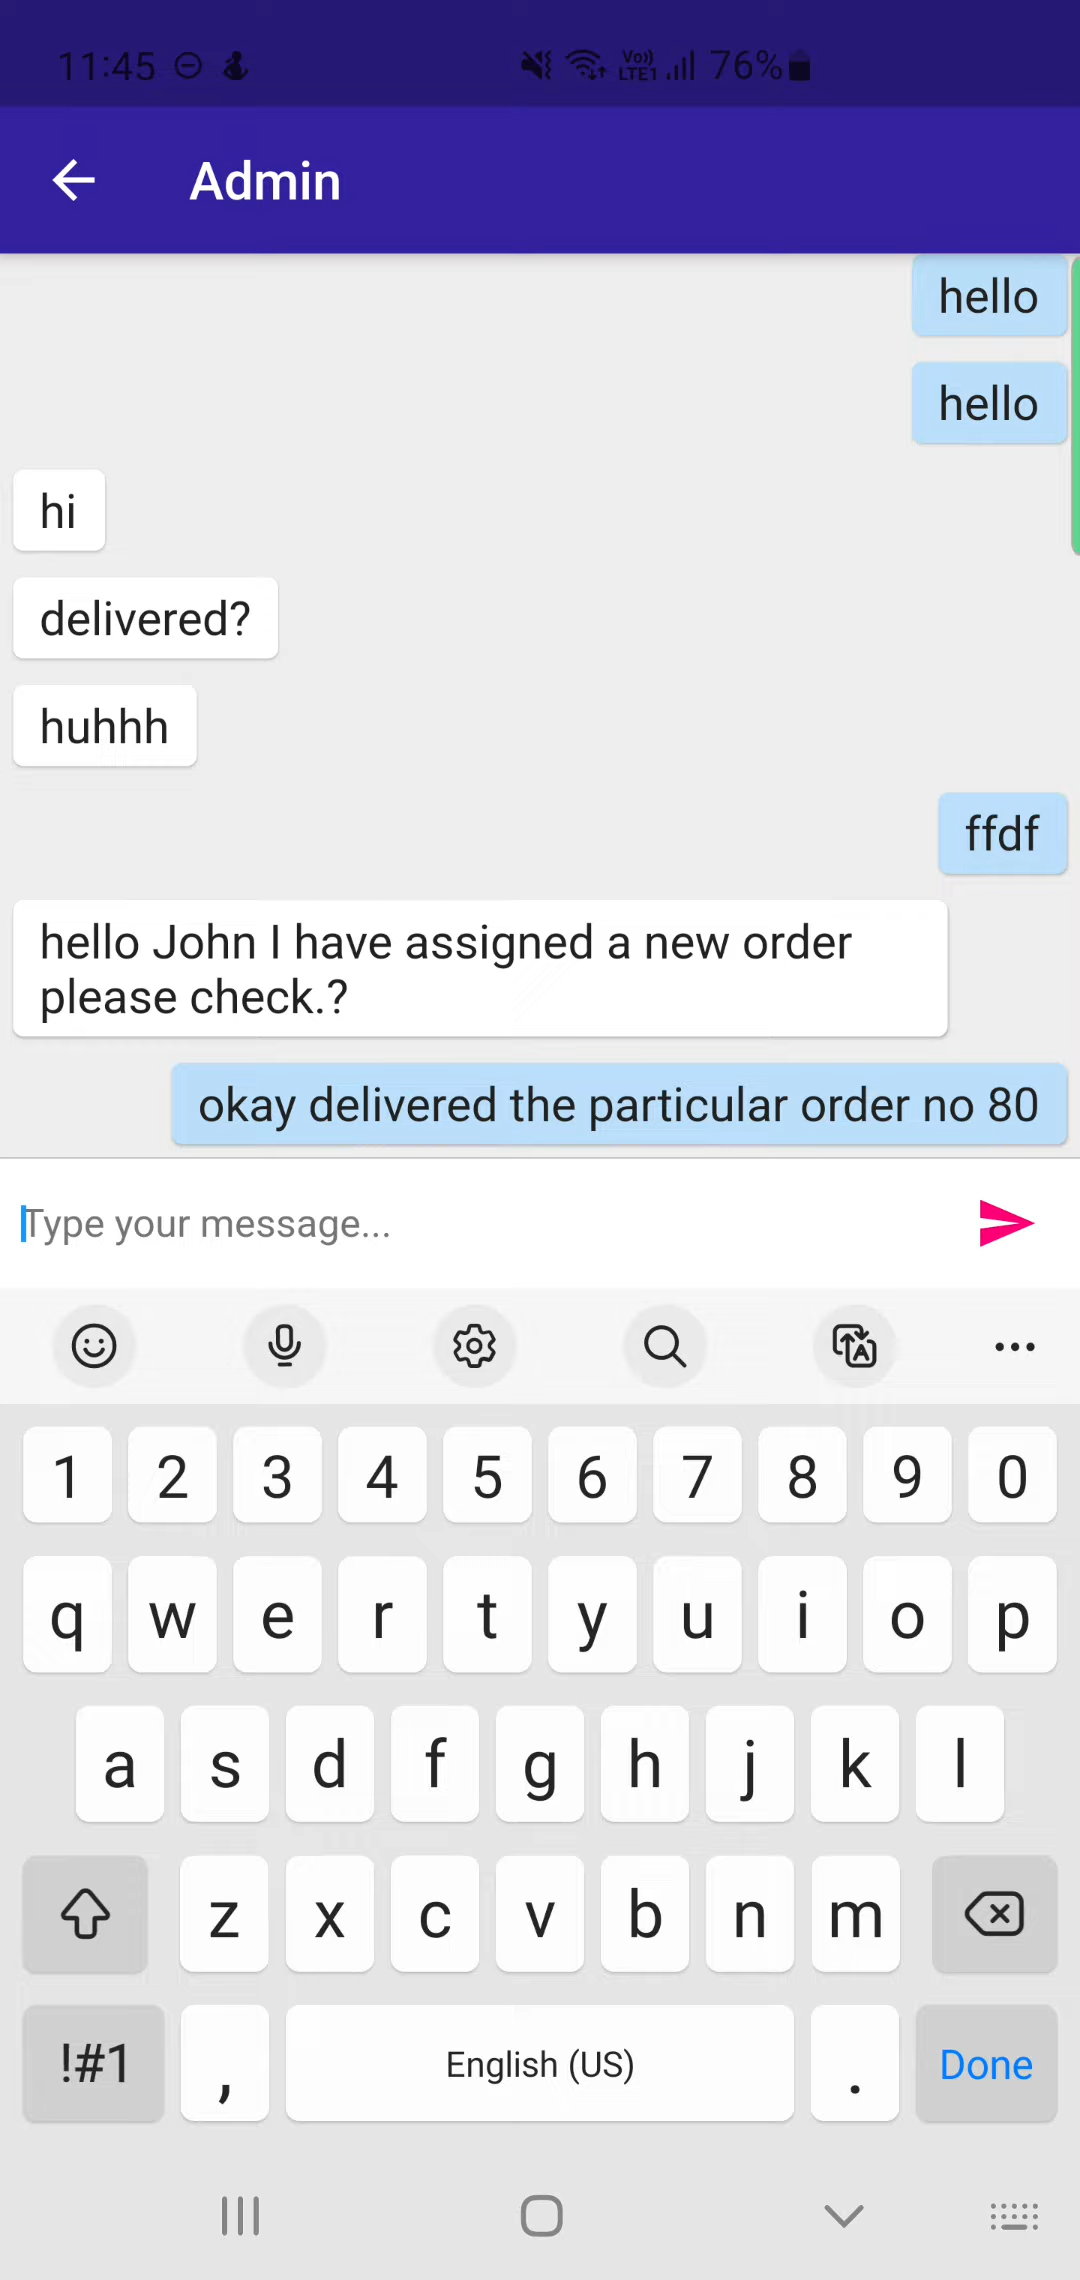 11:45
Vo))
LTE1
76%
Admin
hello
hello
hi
delivered?
huhhh
ffdf
hello John I have assigned a new order
please check.?
okay delivered the particular order no 80
Type your message...
1 2 3 4 5 6 7 8 9 0
q w e r t y u i o p
a s d f g h j k l
z x c v b n m
!#1 , English (US) . Done